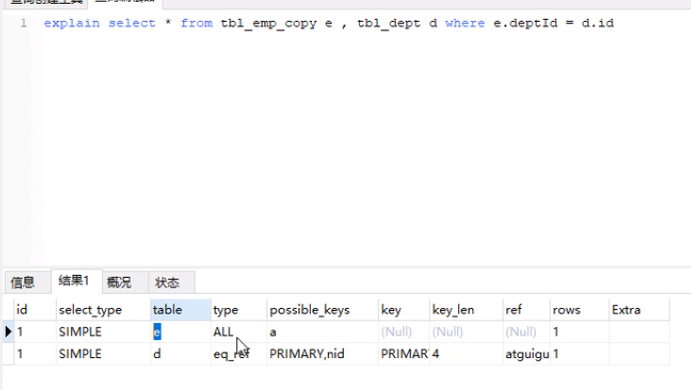 1 explain select * from tbl_emp_copy e , tbl_dept d where e.deptId = d.id
信息 结果1 概况 状态
id select_type table type possible_keys key key_len ref rows Extra
1 SIMPLE e ALL a (Null) (Null) (Null) 1
1 SIMPLE d eq_ref PRIMARY,nid PRIMAR 4 atguigu 1